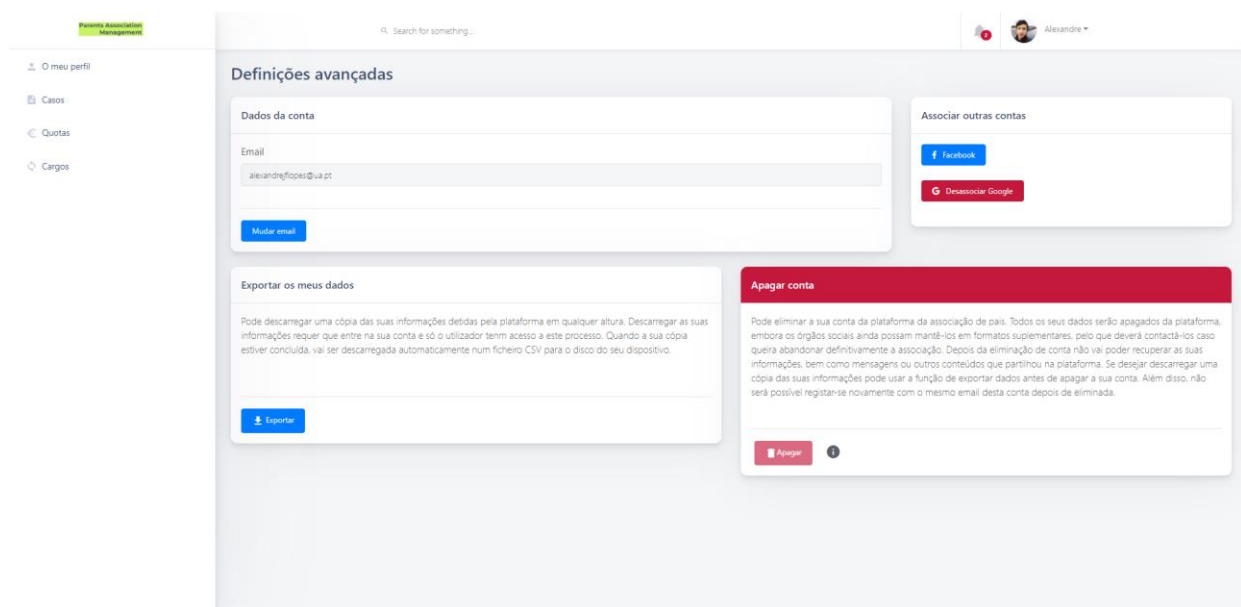 Parents Association
Management
Search for something...
2
Alexandre
O meu perfil
Casos
Quotas
Cargos
Definições avançadas
Dados da conta
Email
alexandrejflopes@ua.pt
Mudar email
Associar outras contas
Facebook
Desassociar Google
Exportar os meus dados
Pode descarregar uma cópia das suas informações detidas pela plataforma em qualquer altura. Descarregar as suas
informações requer que entre na sua conta e só o utilizador tenm acesso a este processo. Quando a sua cópia
estiver concluída, vai ser descarregada automaticamente num ficheiro CSV para o disco do seu dispositivo.
Exportar
Apagar conta
Pode eliminar a sua conta da plataforma da associação de pais. Todos os seus dados serão apagados da plataforma,
embora os órgãos sociais ainda possam mantê-los em formatos suplementares, pelo que deverá contactá-los caso
queira abandonar definitivamente a associação. Depois da eliminação de conta não vai poder recuperar as suas
informações, bem como mensagens ou outros conteúdos que partilhou na plataforma. Se desejar descarregar uma
cópia das suas informações pode usar a função de exportar dados antes de apagar a sua conta. Além disso, não
será possível registar-se novamente com o mesmo email desta conta depois de eliminada.
Apagar